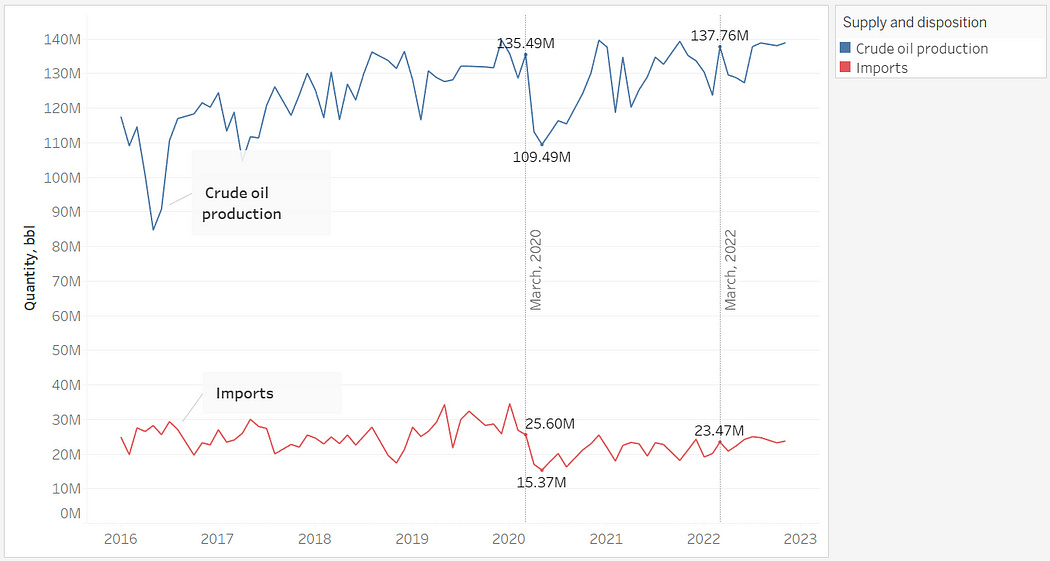 Supply and disposition
Crude oil production
Imports
Quantity, bbl
140M
130M
120M
110M
100M
90M
80M
70M
60M
50M
40M
30M
20M
10M
0M
135.49M
137.76M
109.49M
Crude oil
production
March, 2020
March, 2022
Imports
25.60M
23.47M
15.37M
2016
2017
2018
2019
2020
2021
2022
2023